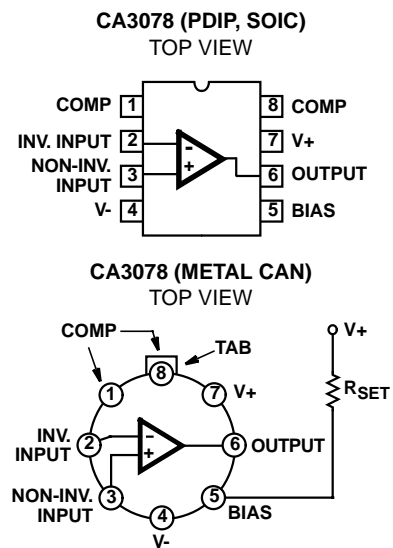 CA3078 (PDIP, SOIC)
TOP VIEW
COMP 1
8 COMP
INV. INPUT 2
7 V+
NON-INV.
INPUT 3
6 OUTPUT
V- 4
5 BIAS
-
+
CA3078 (METAL CAN)
TOP VIEW
COMP
TAB
V+
8
1
7 V+
RSET
INV.
INPUT
2
-
+
6 OUTPUT
NON-INV.
INPUT
3
5 BIAS
4
V-